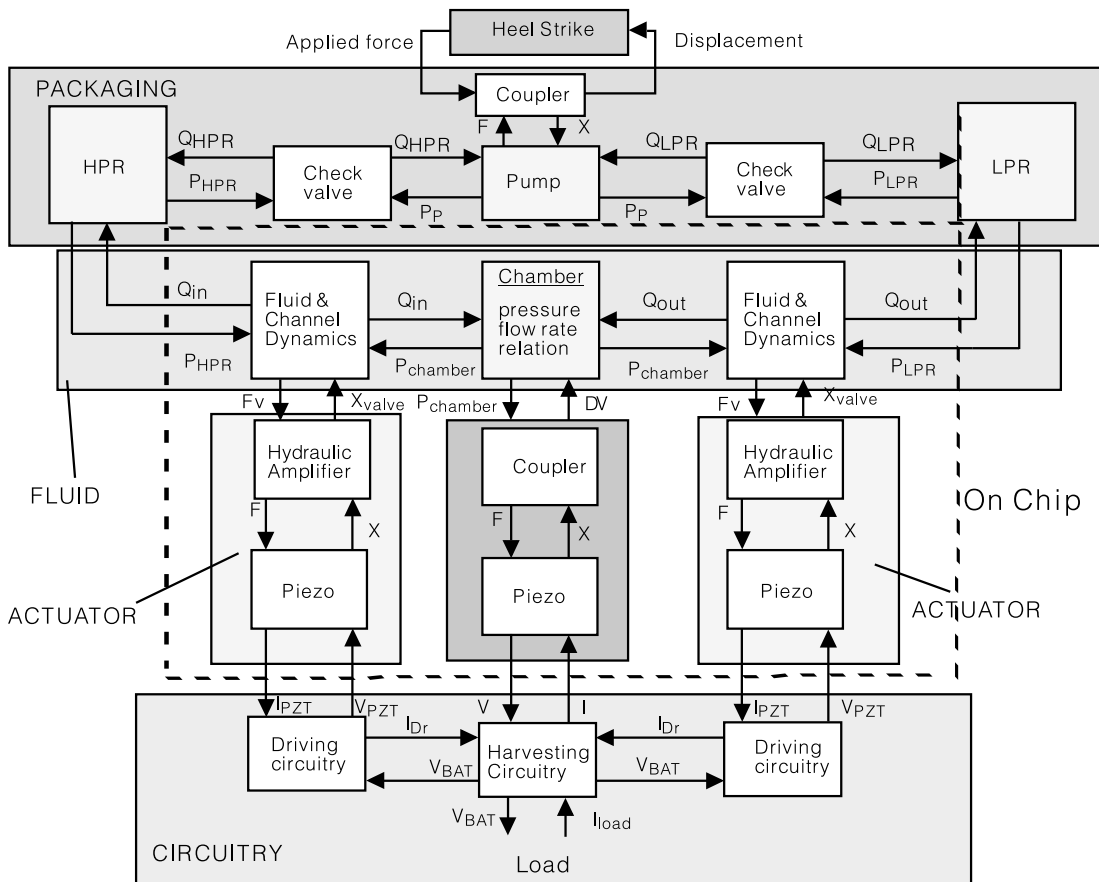 Heel Strike
Applied force
Displacement
PACKAGING
Coupler
F
X
HPR
QHPR
QHPR
QLPR
QLPR
LPR
Check
valve
Pump
Check
valve
PHPR
PP
PP
PLPR
Qin
Fluid &
Channel
Dynamics
Qin
Chamber
pressure
flow rate
relation
Qout
Fluid &
Channel
Dynamics
Qout
PHPR
Pchamber
Pchamber
PLPR
Fv
Xvalve
Pchamber
DV
Fv
Xvalve
FLUID
Hydraulic
Amplifier
Coupler
Hydraulic
Amplifier
On Chip
F
X
F
X
F
X
Piezo
Piezo
Piezo
ACTUATOR
ACTUATOR
IPZT
VPZT
V
I
IPZT
VPZT
Driving
circuitry
IDr
Harvesting
Circuitry
IDr
Driving
circuitry
VBAT
VBAT
VBAT
Iload
CIRCUITRY
Load